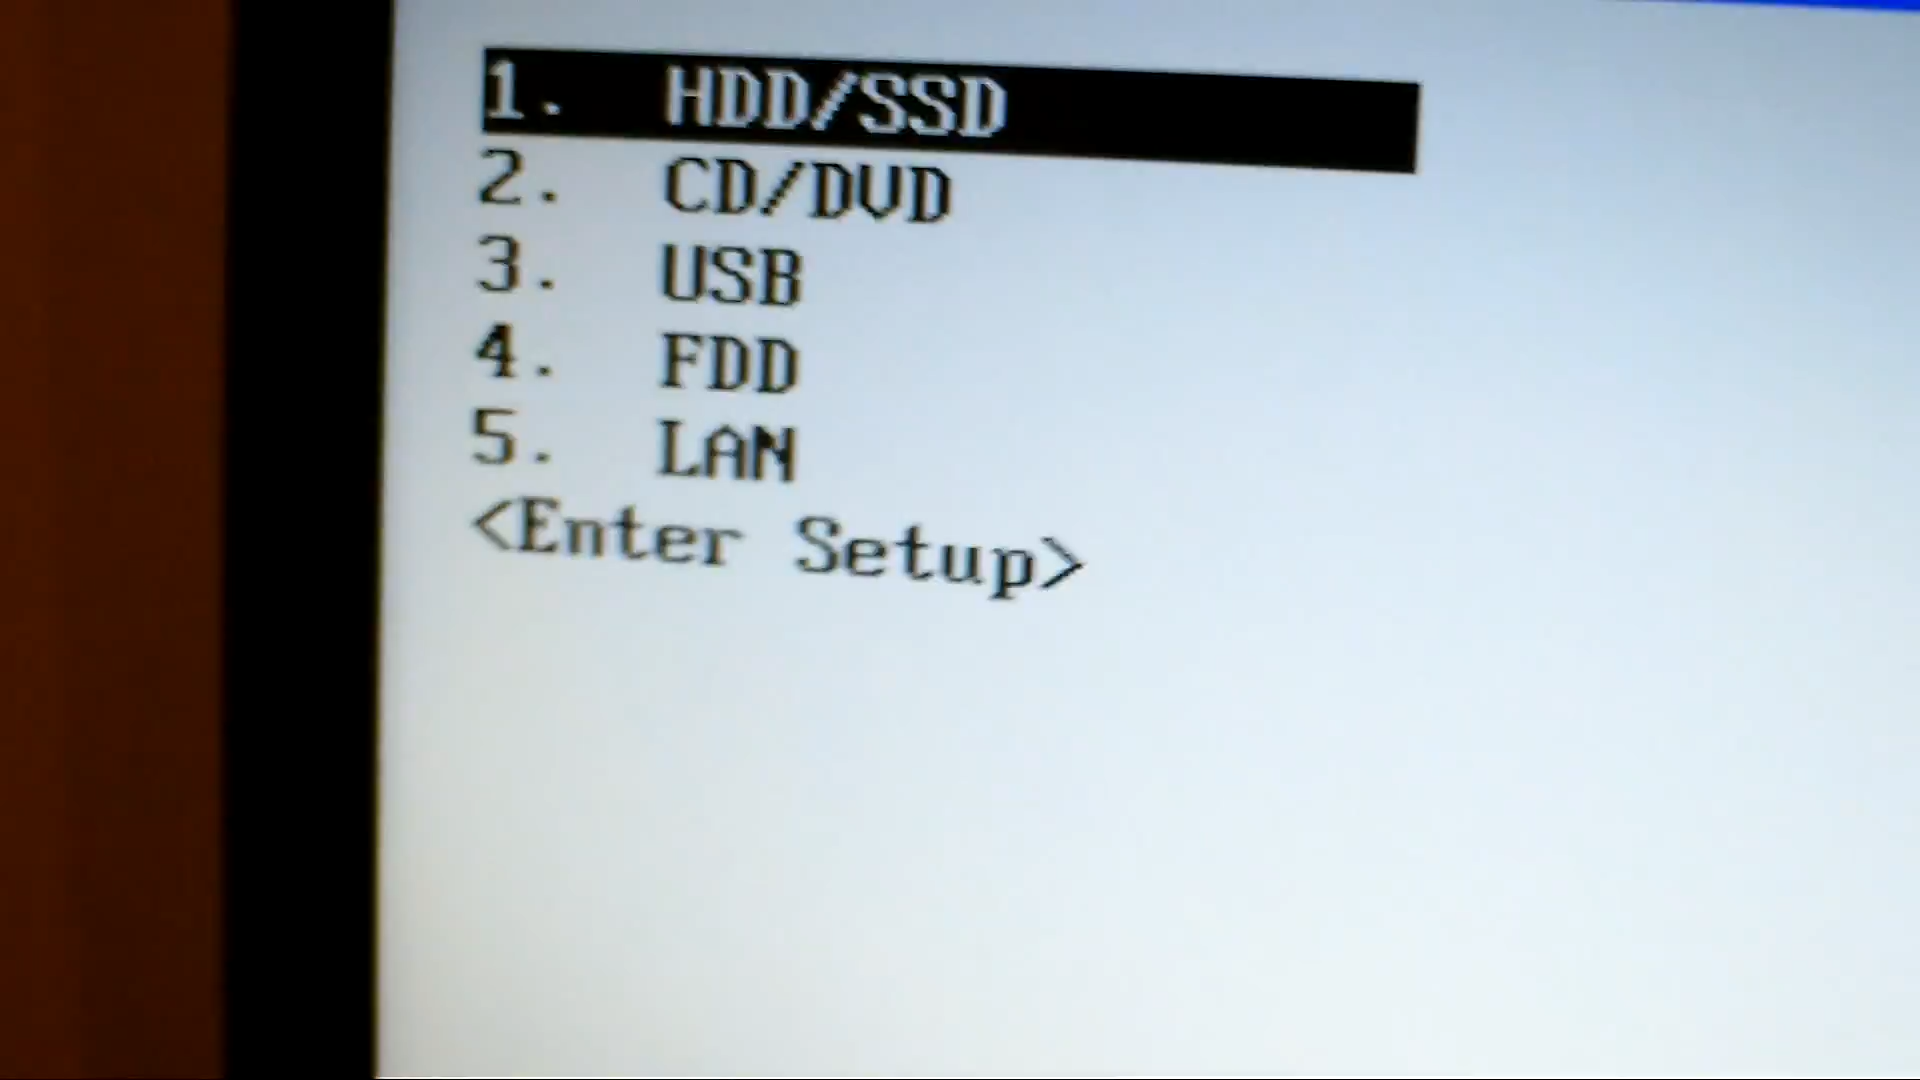 1. HDD/SSD
2. CD/DVD
3. USB
4. FDD
5. LAN
<Enter Setup>